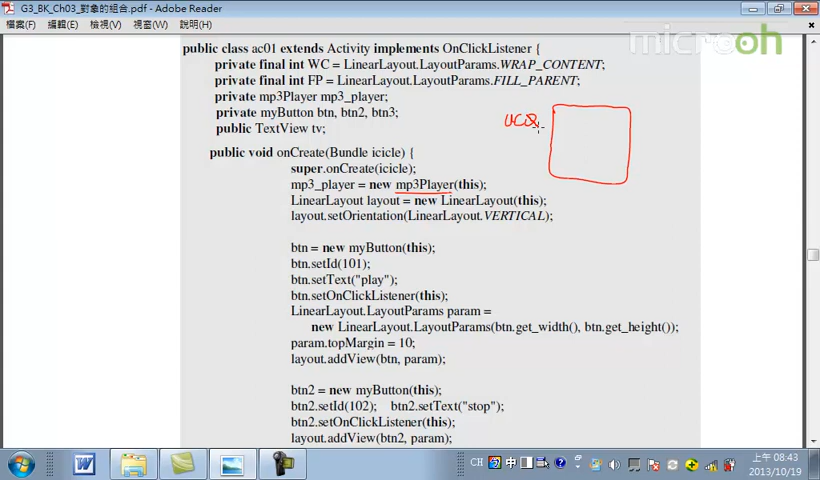 G3_BK_Ch03_對象的組合.pdf - Adobe Reader
檔案(F) 編輯(E) 檢視(V) 視窗(W) 說明(H)
microoh
public class ac01 extends Activity implements OnClickListener {
private final int WC = LinearLayout.LayoutParams.WRAP_CONTENT;
private final int FP = LinearLayout.LayoutParams.FILL_PARENT;
private mp3Player mp3_player;
private myButton btn, btn2, btn3;
public TextView tv;
public void onCreate(Bundle icicle) {
super.onCreate(icicle);
mp3_player = new mp3Player(this);
LinearLayout layout = new LinearLayout(this);
layout.setOrientation(LinearLayout.VERTICAL);
btn = new myButton(this);
btn.setId(101);
btn.setText("play");
btn.setOnClickListener(this);
LinearLayout.LayoutParams param =
new LinearLayout.LayoutParams(btn.get_width(), btn.get_height());
param.topMargin = 10;
layout.addView(btn, param);
btn2 = new myButton(this);
btn2.setId(102); btn2.setText("stop");
btn2.setOnClickListener(this);
layout.addView(btn2, param);
CH 中 上午 08:43
2013/10/19